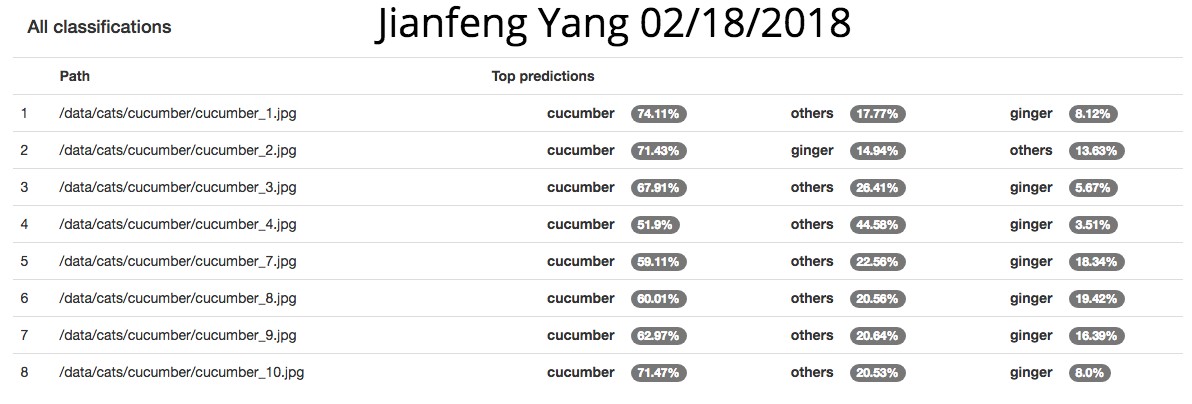 All classifications Jianfeng Yang 02/18/2018
Path Top predictions
1 /data/cats/cucumber/cucumber_1.jpg cucumber 74.11% others 17.77% ginger 8.12%
2 /data/cats/cucumber/cucumber_2.jpg cucumber 71.43% ginger 14.94% others 13.63%
3 /data/cats/cucumber/cucumber_3.jpg cucumber 67.91% others 26.41% ginger 5.67%
4 /data/cats/cucumber/cucumber_4.jpg cucumber 51.9% others 44.58% ginger 3.51%
5 /data/cats/cucumber/cucumber_7.jpg cucumber 59.11% others 22.56% ginger 18.34%
6 /data/cats/cucumber/cucumber_8.jpg cucumber 60.01% others 20.56% ginger 19.42%
7 /data/cats/cucumber/cucumber_9.jpg cucumber 62.97% others 20.64% ginger 16.39%
8 /data/cats/cucumber/cucumber_10.jpg cucumber 71.47% others 20.53% ginger 8.0%